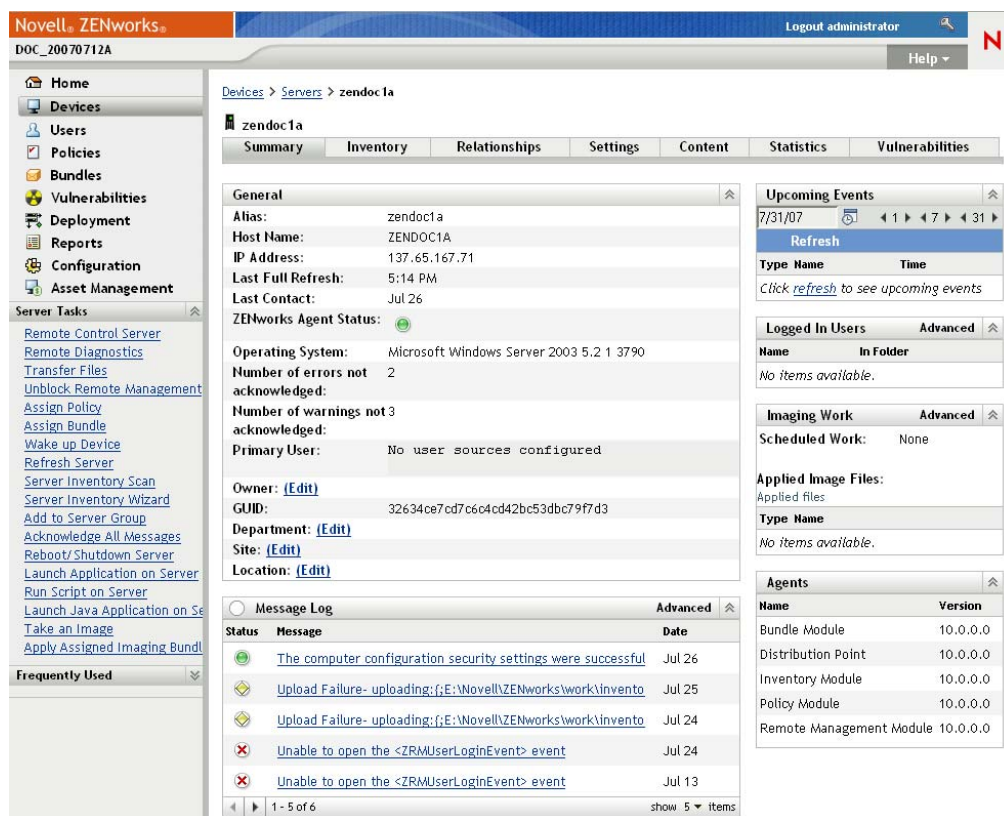 Novell® ZENworks®
Logout administrator
N
DOC_20070712A
Help
Home
Devices
Users
Policies
Bundles
Vulnerabilities
Deployment
Reports
Configuration
Asset Management
Server Tasks
Remote Control Server
Remote Diagnostics
Transfer Files
Unblock Remote Management
Assign Policy
Assign Bundle
Wake up Device
Refresh Server
Server Inventory Scan
Server Inventory Wizard
Add to Server Group
Acknowledge All Messages
Reboot/Shutdown Server
Launch Application on Server
Run Script on Server
Launch Java Application on Se
Take an Image
Apply Assigned Imaging Bundl
Frequently Used
Devices > Servers > zendoc1a
zendoc1a
Summary Inventory Relationships Settings Content Statistics Vulnerabilities
General
Alias: zendoc1a
Host Name: ZENDOC1A
IP Address: 137.65.167.71
Last Full Refresh: 5:14 PM
Last Contact: Jul 26
ZENworks Agent Status:
Operating System: Microsoft Windows Server 2003 5.2 1 3790
Number of errors not 2
acknowledged:
Number of warnings not 3
acknowledged:
Primary User: No user sources configured
Owner: (Edit)
GUID: 32634ce7cd7c6c4cd42bc53dbc79f7d3
Department: (Edit)
Site: (Edit)
Location: (Edit)
Message Log Advanced
Status Message Date
The computer configuration security settings were successful Jul 26
Upload Failure- uploading:{;E:\Novell\ZENworks\work\invento Jul 25
Upload Failure- uploading:{;E:\Novell\ZENworks\work\invento Jul 24
Unable to open the <ZRMUserLoginEvent> event Jul 24
Unable to open the <ZRMUserLoginEvent> event Jul 13
1 - 5 of 6 show 5 items
Upcoming Events
7/31/07 1 7 31
Refresh
Type Name Time
Click refresh to see upcoming events
Logged In Users Advanced
Name In Folder
No items available.
Imaging Work Advanced
Scheduled Work: None
Applied Image Files:
Applied files
Type Name
No items available.
Agents
Name Version
Bundle Module 10.0.0.0
Distribution Point 10.0.0.0
Inventory Module 10.0.0.0
Policy Module 10.0.0.0
Remote Management Module 10.0.0.0